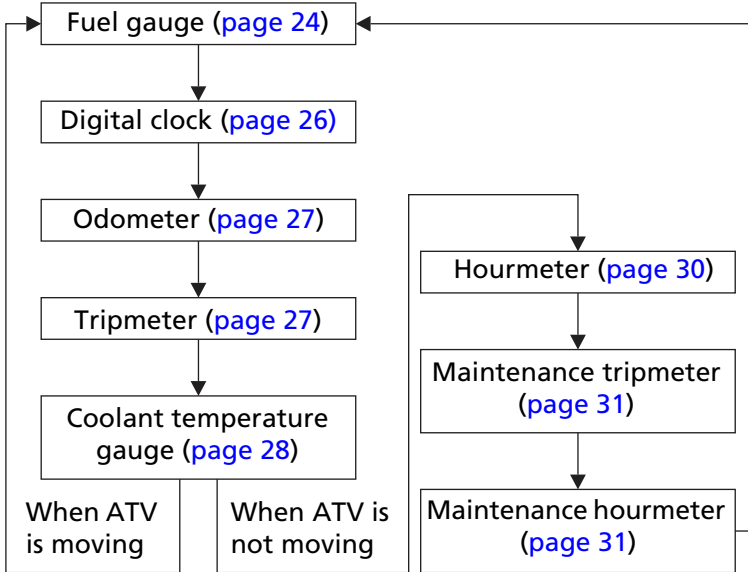 Fuel gauge (page 24)
Digital clock (page 26)
Odometer (page 27)
Tripmeter (page 27)
Coolant temperature
gauge (page 28)
When ATV
is moving
When ATV is
not moving
Hourmeter (page 30)
Maintenance tripmeter
(page 31)
Maintenance hourmeter
(page 31)